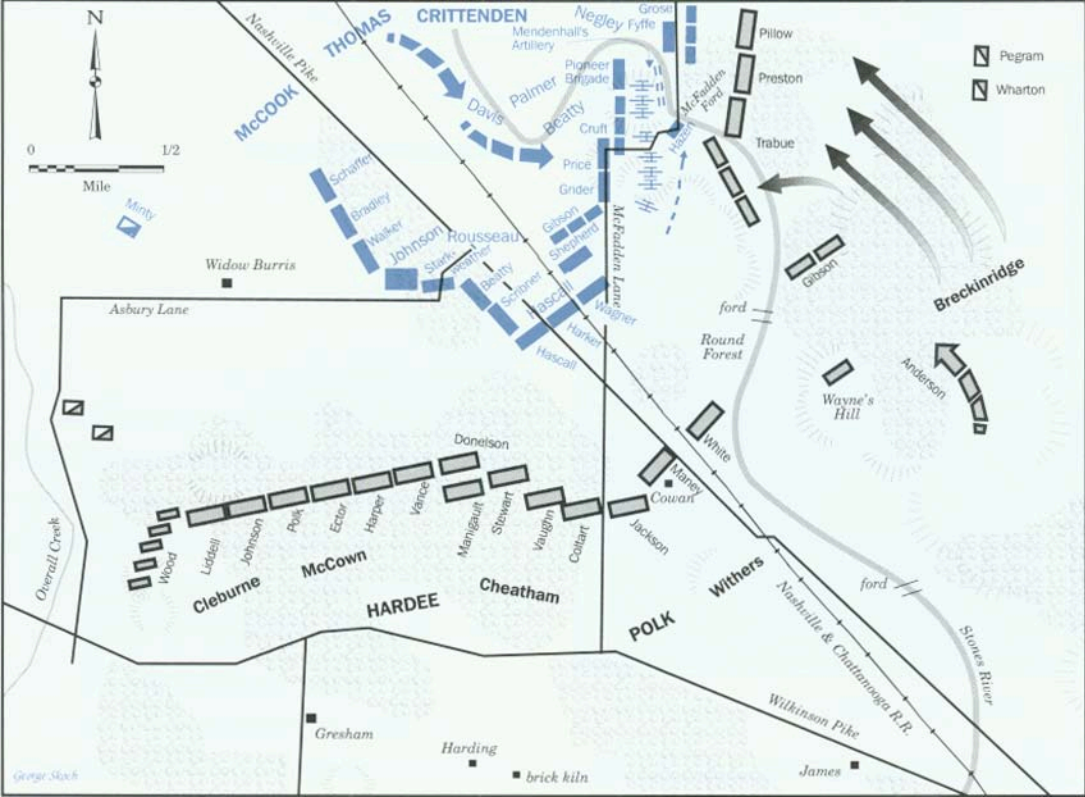 N
0 1/2
Mile
Nashville Pike
THOMAS
CRITTENDEN
McCOOK
Negley
Grose
Fyffe
Mendenhall's
Artillery
Pioneer
Brigade
Davis
Palmer
Beatty
Cruft
Price
Grider
Hazen
McFadden
Ford
Pillow
Preston
Trabue
Pegram
Wharton
Minty
Schaffer
Bradley
Walker
Johnson
Stark-
weather
Rousseau
Beatty
Scribner
Gibson
Shepherd
Hascall
Wagner
Harker
Hascall
McFadden Lane
Widow Burris
Asbury Lane
Gibson
Breckinridge
ford
Round
Forest
Wayne's
Hill
Anderson
White
Maney
Cowan
Donelson
Wood
Liddell
Johnson
Polk
Ector
Harper
Vance
Manigault
Stewart
Vaughn
Coltart
Jackson
Cleburne
McCown
Cheatham
HARDEE
POLK
Withers
Overall Creek
ford
Stones River
Nashville & Chattanooga R.R.
Wilkinson Pike
Gresham
Harding
brick kiln
James
George Skoch